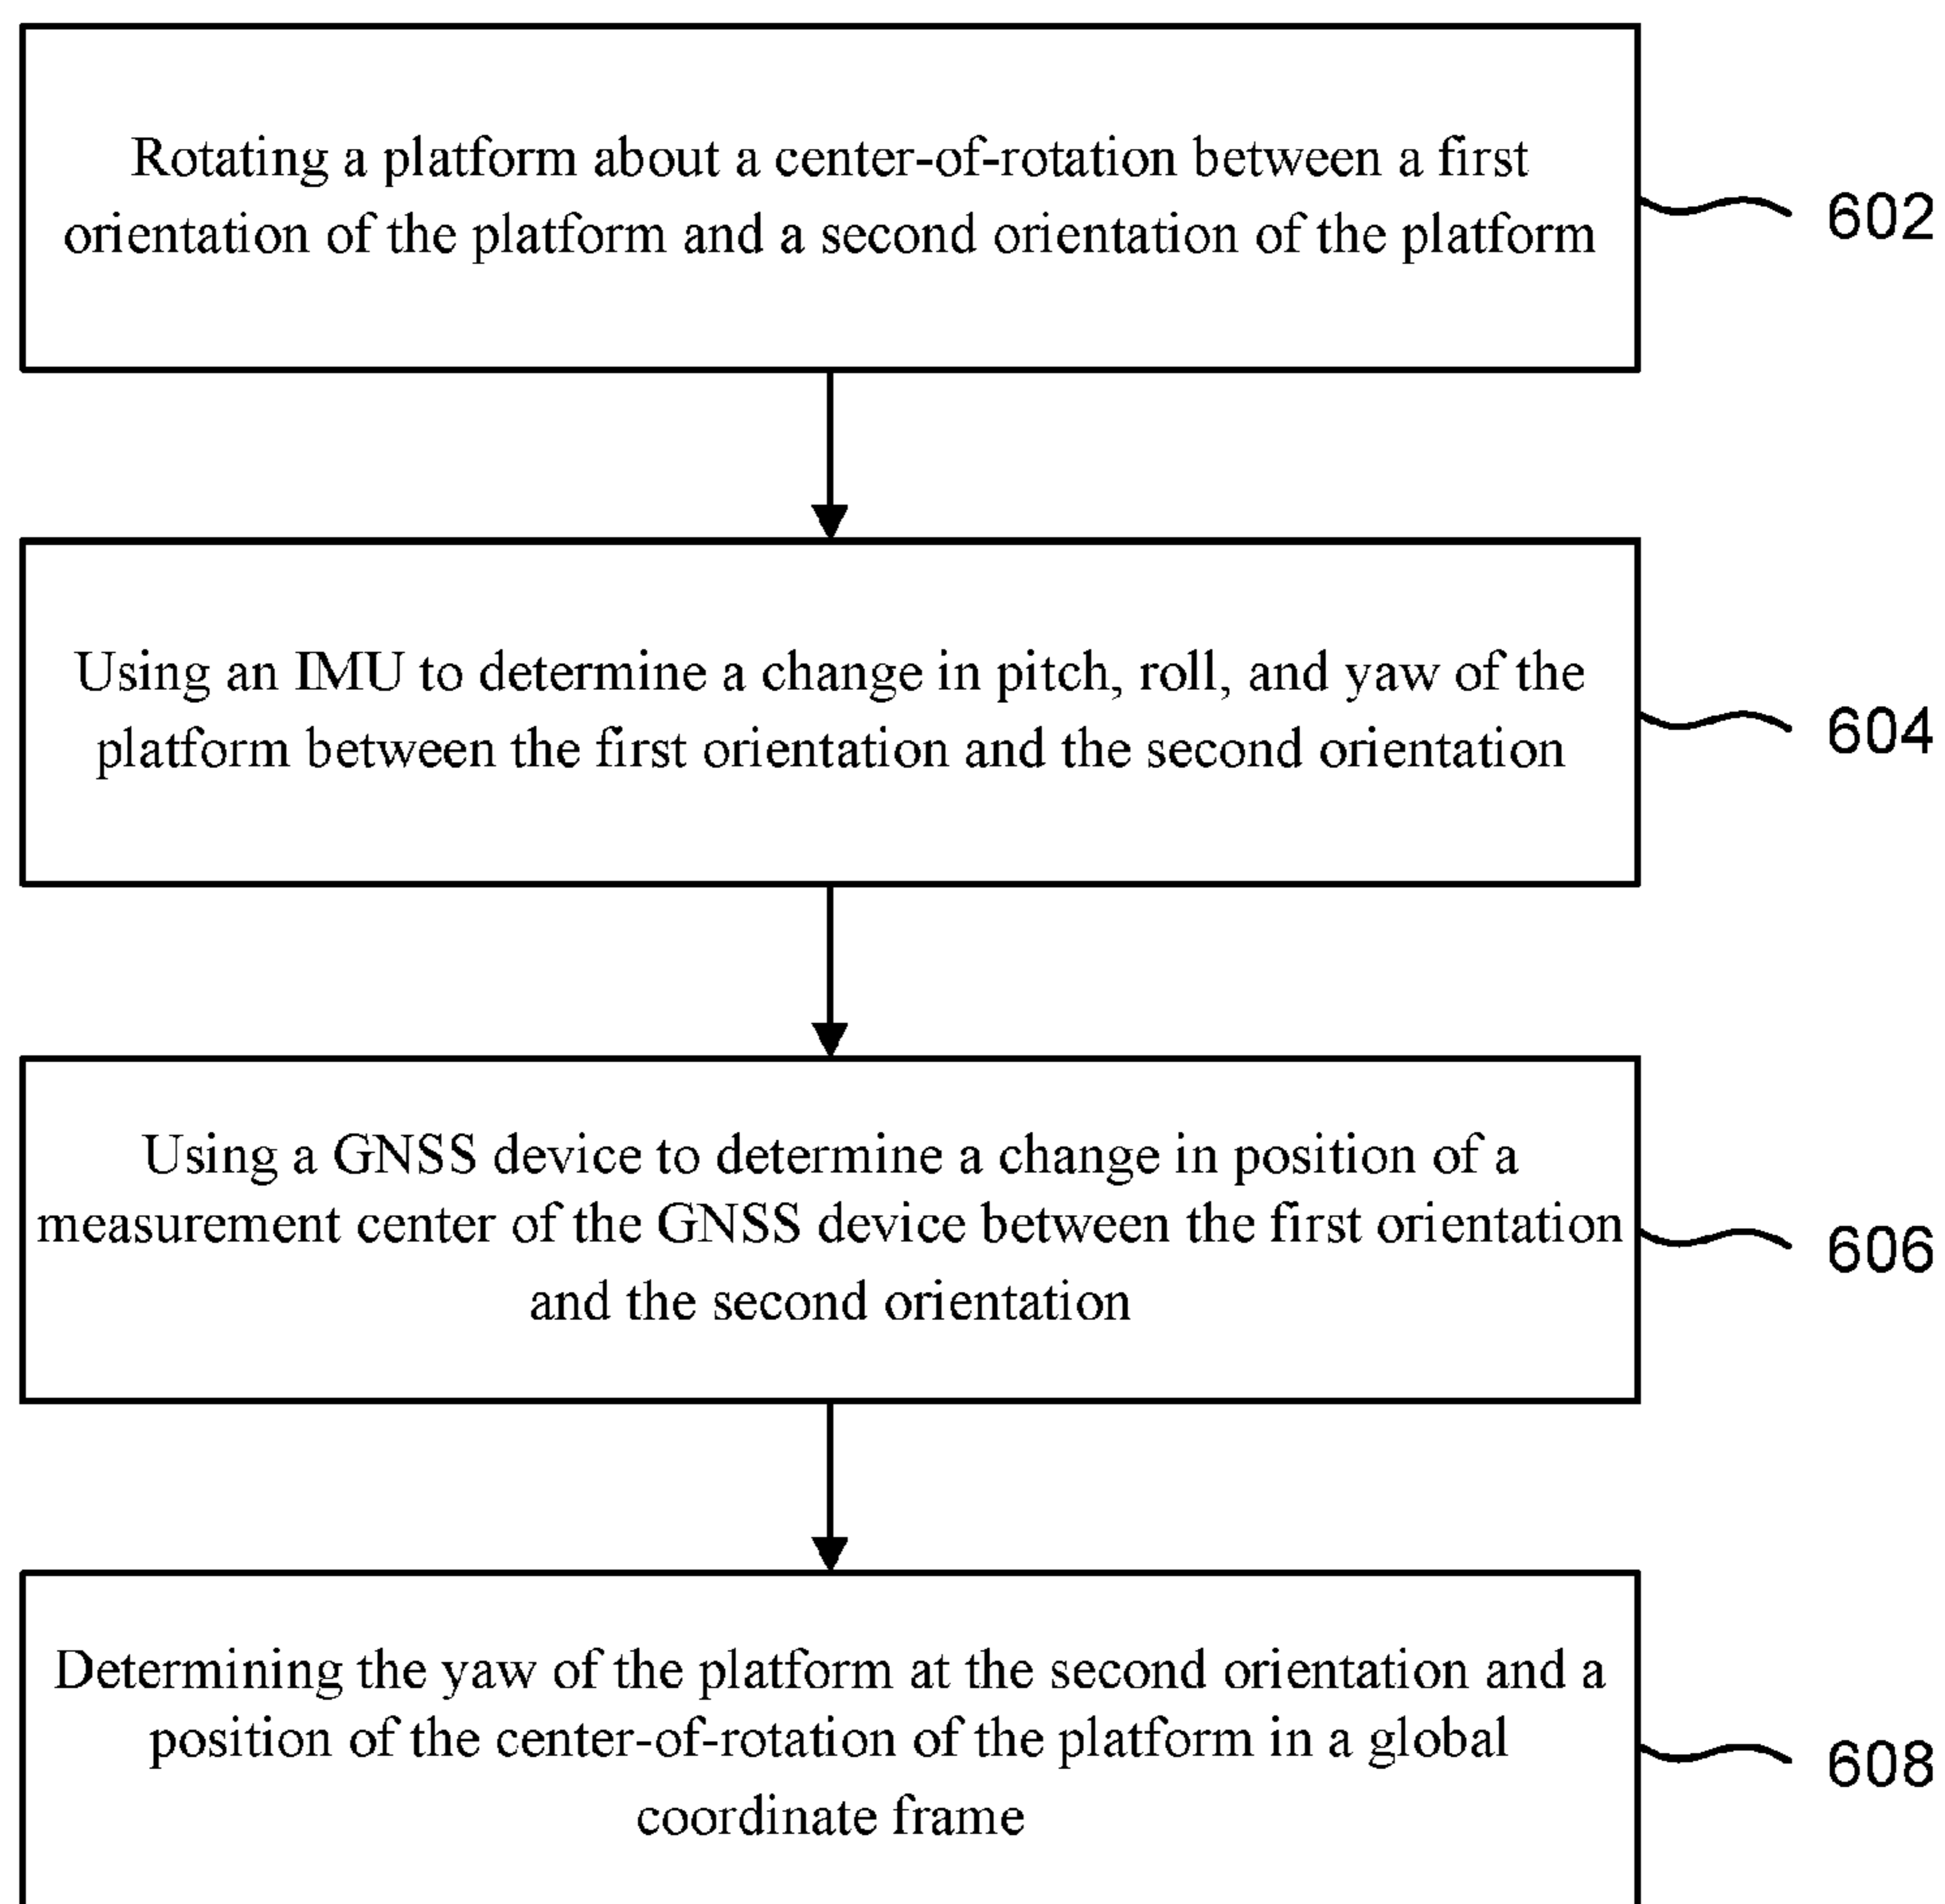 Rotating a platform about a center-of-rotation between a first
orientation of the platform and a second orientation of the platform
602
Using an IMU to determine a change in pitch, roll, and yaw of the
platform between the first orientation and the second orientation
604
Using a GNSS device to determine a change in position of a
measurement center of the GNSS device between the first orientation
and the second orientation
606
Determining the yaw of the platform at the second orientation and a
position of the center-of-rotation of the platform in a global
coordinate frame
608